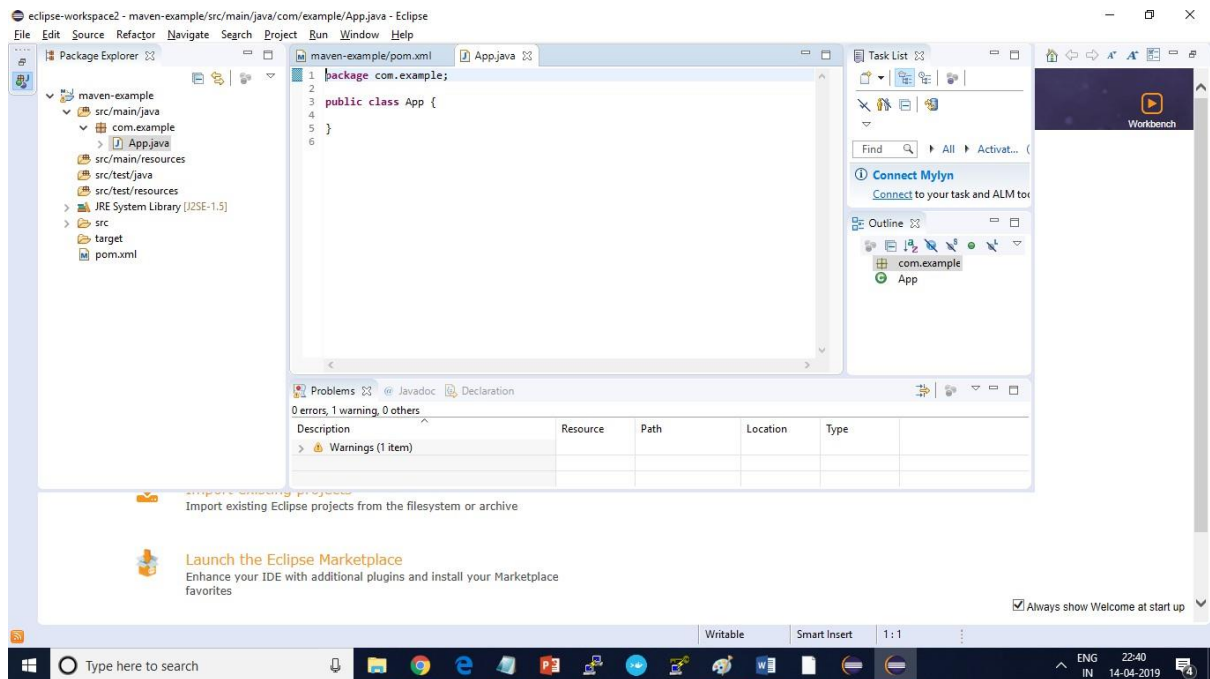 eclipse-workspace2 - maven-example/src/main/java/com/example/App.java - Eclipse
File Edit Source Refactor Navigate Search Project Run Window Help
Package Explorer
maven-example
src/main/java
com.example
App.java
src/main/resources
src/test/java
src/test/resources
JRE System Library [J2SE-1.5]
src
target
pom.xml
maven-example/pom.xml
App.java
1 package com.example;
2
3 public class App {
4
5 }
6
Task List
Find
All
Activat...
Connect Mylyn
Connect to your task and ALM too
Outline
com.example
App
Workbench
Problems @ Javadoc Declaration
0 errors, 1 warning, 0 others
Description Resource Path Location Type
Warnings (1 item)
Import existing projects
Import existing Eclipse projects from the filesystem or archive
Launch the Eclipse Marketplace
Enhance your IDE with additional plugins and install your Marketplace
favorites
Always show Welcome at start up
Writable Smart Insert 1 : 1
Type here to search
ENG
IN
22:40
14-04-2019
4